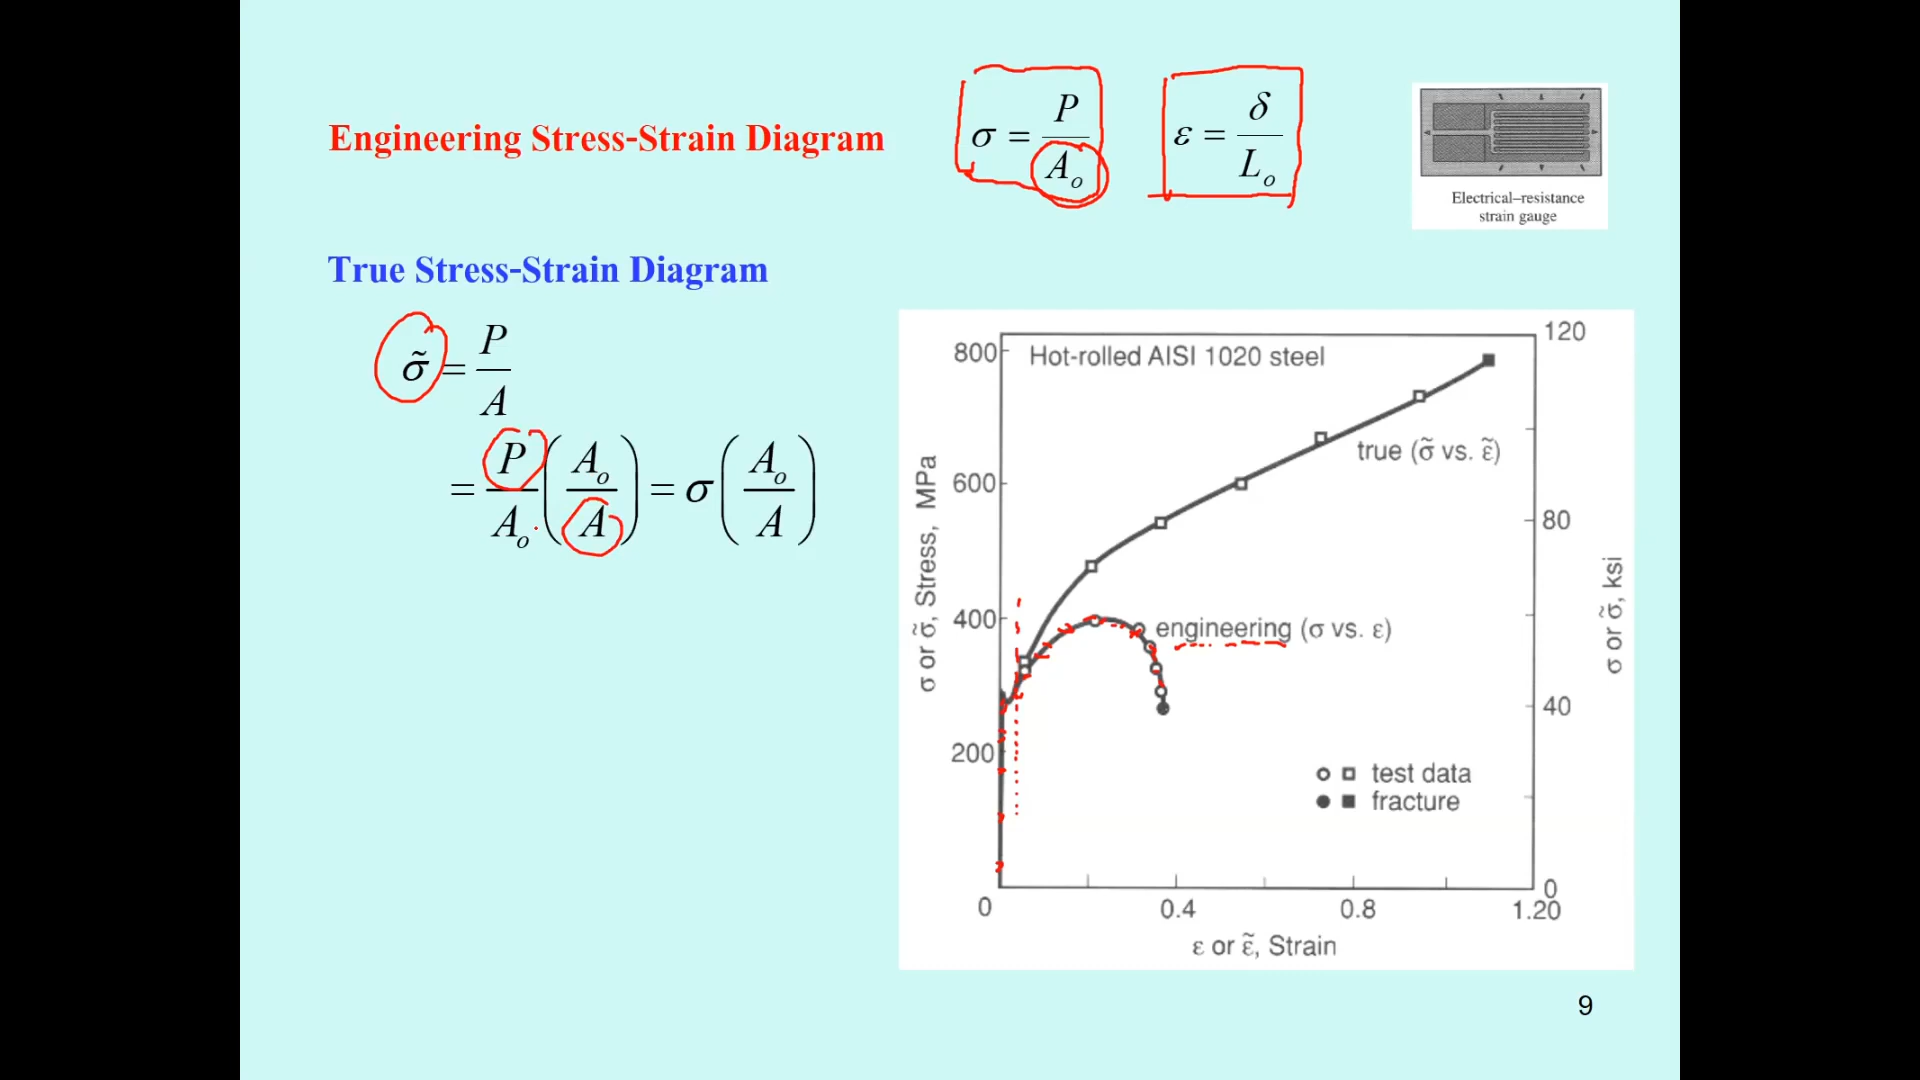 Engineering Stress-Strain Diagram
σ = P / A_o
ε = δ / L_o
Electrical–resistance
strain gauge
True Stress-Strain Diagram
σ̃ = P / A
= P / A_o ( A_o / A ) = σ ( A_o / A )
Hot-rolled AISI 1020 steel
true (σ̃ vs. ε̃)
engineering (σ vs. ε)
test data
fracture
σ or σ̃, Stress, MPa
800
600
400
200
0
σ or σ̃, ksi
120
80
40
0
0.4
0.8
1.20
ε or ε̃, Strain
9